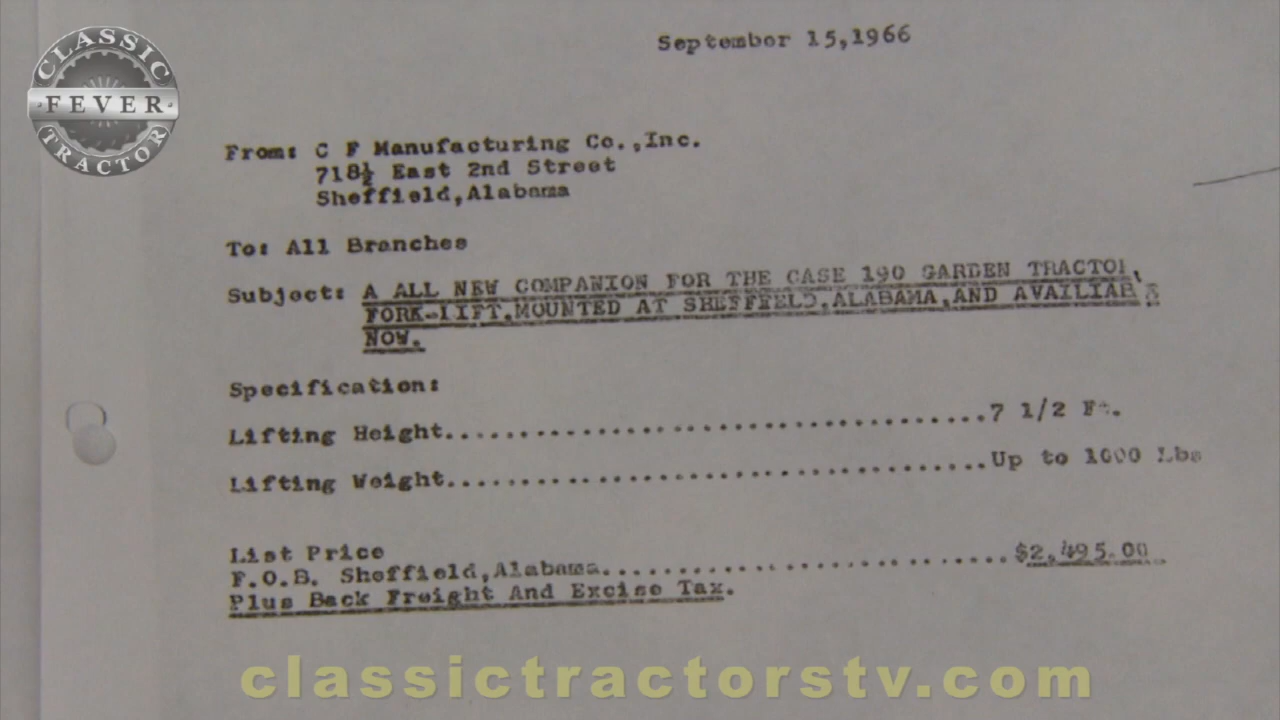 CLASSIC
FEVER
TRACTOR
September 15,1966
From: C F Manufacturing Co.,Inc.
718½ East 2nd Street
Sheffield,Alabama
To: All Branches
Subject: A ALL NEW COMPANION FOR THE CASE 190 GARDEN TRACTOR,
FORK-LIFT,MOUNTED AT SHEFFIELD,ALABAMA,AND
NOW.
Specification:
Lifting Height....................................7 1/2 Ft.
Lifting Weight....................................Up to 1000 Lbs
List Price
F.O.B. Sheffield,Alabama...........................$2,495.00
Plus Back Freight And Excise Tax.
classictractorstv.com